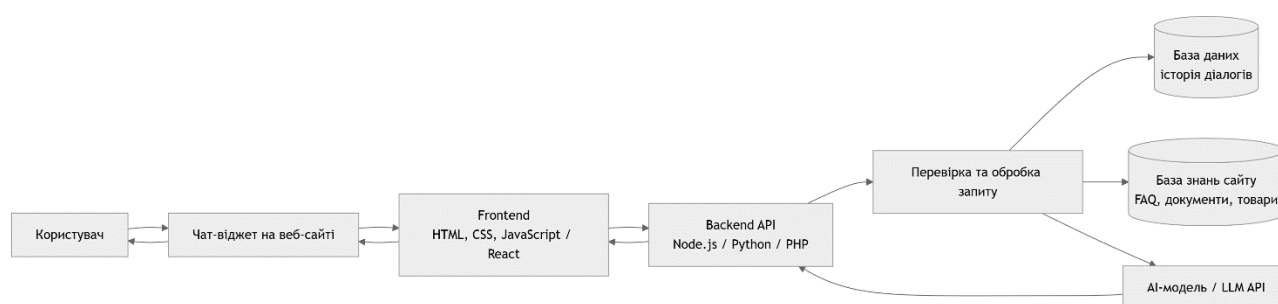 Користувач
Чат-віджет на веб-сайті
Frontend
HTML, CSS, JavaScript /
React
Backend API
Node.js / Python / PHP
Перевірка та обробка
запиту
База даних
історія діалогів
База знань сайту
FAQ, документи, товари
AI-модель / LLM API